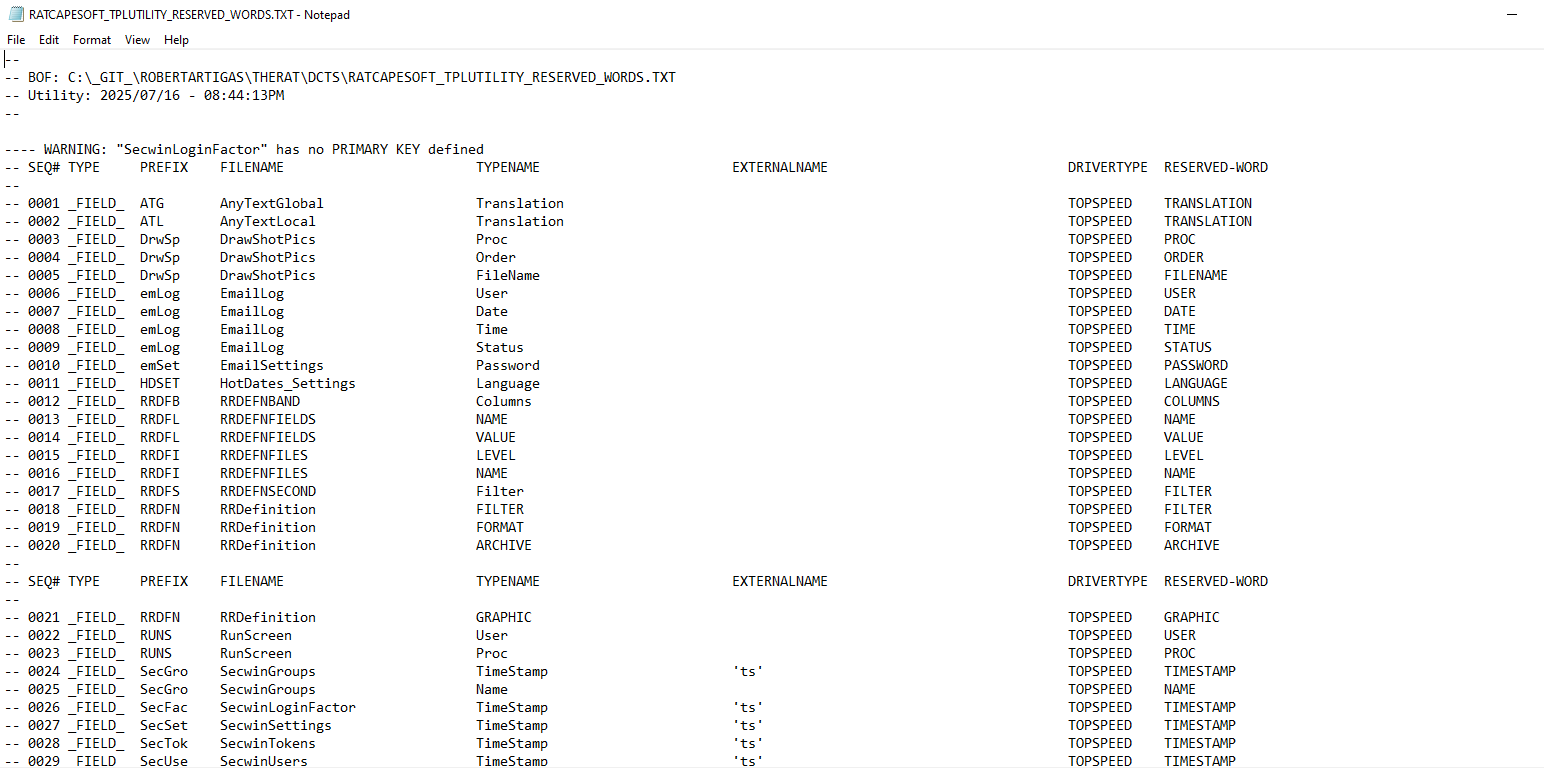 RATCAPESOFT_TPLUTILITY_RESERVED_WORDS.TXT - Notepad
File Edit Format View Help
--
-- BOF: C:\_GIT_\ROBERTARTIGAS\THERAT\DCTS\RATCAPESOFT_TPLUTILITY_RESERVED_WORDS.TXT
-- Utility: 2025/07/16 - 08:44:13PM
--
---- WARNING: "SecwinLoginFactor" has no PRIMARY KEY defined
-- SEQ# TYPE PREFIX FILENAME TYPENAME EXTERNALNAME DRIVERTYPE RESERVED-WORD
--
-- 0001 _FIELD_ ATG AnyTextGlobal Translation TOPSPEED TRANSLATION
-- 0002 _FIELD_ ATL AnyTextLocal Translation TOPSPEED TRANSLATION
-- 0003 _FIELD_ DrwSp DrawShotPics Proc TOPSPEED PROC
-- 0004 _FIELD_ DrwSp DrawShotPics Order TOPSPEED ORDER
-- 0005 _FIELD_ DrwSp DrawShotPics FileName TOPSPEED FILENAME
-- 0006 _FIELD_ emLog EmailLog User TOPSPEED USER
-- 0007 _FIELD_ emLog EmailLog Date TOPSPEED DATE
-- 0008 _FIELD_ emLog EmailLog Time TOPSPEED TIME
-- 0009 _FIELD_ emLog EmailLog Status TOPSPEED STATUS
-- 0010 _FIELD_ emSet EmailSettings Password TOPSPEED PASSWORD
-- 0011 _FIELD_ HDSET HotDates_Settings Language TOPSPEED LANGUAGE
-- 0012 _FIELD_ RRDFB RRDEFNBAND Columns TOPSPEED COLUMNS
-- 0013 _FIELD_ RRDFL RRDEFNFIELDS NAME TOPSPEED NAME
-- 0014 _FIELD_ RRDFL RRDEFNFIELDS VALUE TOPSPEED VALUE
-- 0015 _FIELD_ RRDFI RRDEFNFILES LEVEL TOPSPEED LEVEL
-- 0016 _FIELD_ RRDFI RRDEFNFILES NAME TOPSPEED NAME
-- 0017 _FIELD_ RRDFS RRDEFNSECOND Filter TOPSPEED FILTER
-- 0018 _FIELD_ RRDFN RRDefinition FILTER TOPSPEED FILTER
-- 0019 _FIELD_ RRDFN RRDefinition FORMAT TOPSPEED FORMAT
-- 0020 _FIELD_ RRDFN RRDefinition ARCHIVE TOPSPEED ARCHIVE
--
-- SEQ# TYPE PREFIX FILENAME TYPENAME EXTERNALNAME DRIVERTYPE RESERVED-WORD
--
-- 0021 _FIELD_ RRDFN RRDefinition GRAPHIC TOPSPEED GRAPHIC
-- 0022 _FIELD_ RUNS RunScreen User TOPSPEED USER
-- 0023 _FIELD_ RUNS RunScreen Proc TOPSPEED PROC
-- 0024 _FIELD_ SecGro SecwinGroups TimeStamp 'ts' TOPSPEED TIMESTAMP
-- 0025 _FIELD_ SecGro SecwinGroups Name TOPSPEED NAME
-- 0026 _FIELD_ SecFac SecwinLoginFactor TimeStamp 'ts' TOPSPEED TIMESTAMP
-- 0027 _FIELD_ SecSet SecwinSettings TimeStamp 'ts' TOPSPEED TIMESTAMP
-- 0028 _FIELD_ SecTok SecwinTokens TimeStamp 'ts' TOPSPEED TIMESTAMP
-- 0029 _FIELD_ SecUse SecwinUsers TimeStamp 'ts' TOPSPEED TIMESTAMP